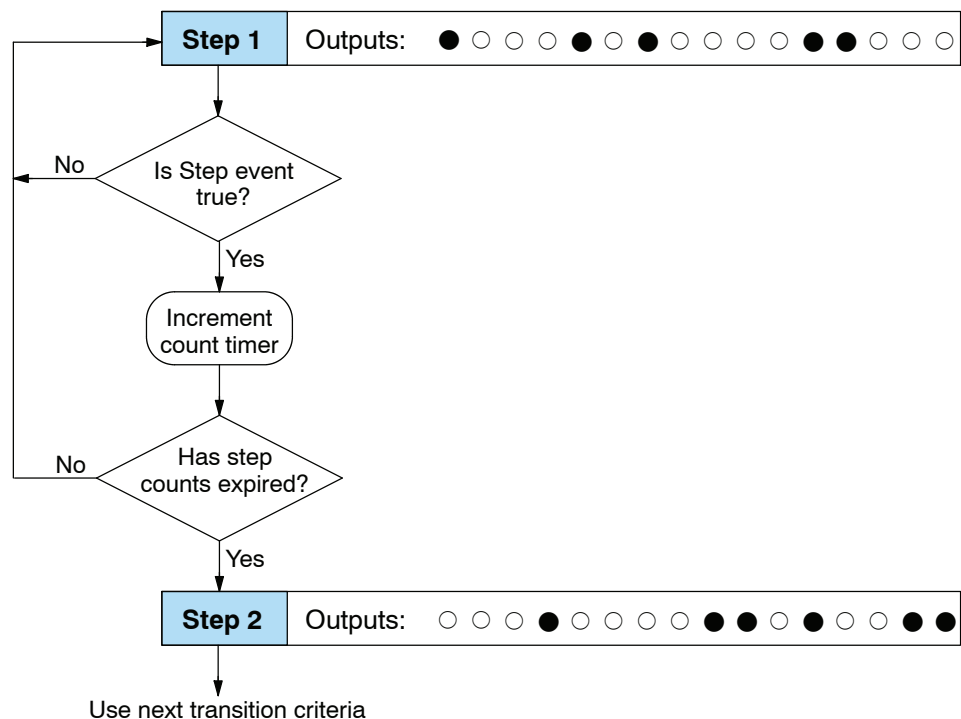 Step 1
Outputs:
Is Step event
true?
No
Yes
Increment
count timer
Has step
counts expired?
No
Yes
Step 2
Outputs:
Use next transition criteria